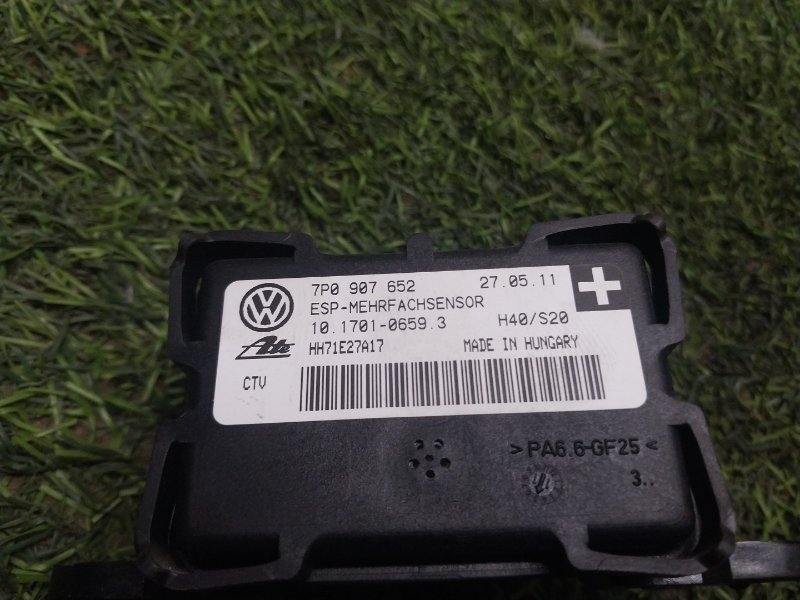 7P0 907 652 27.05.11
ESP-MEHRFACHSENSOR
10.1701-0659.3 H40/S20
Ate HH71E27A17 MADE IN HUNGARY
CTV
>PA6.6-GF25<
3..